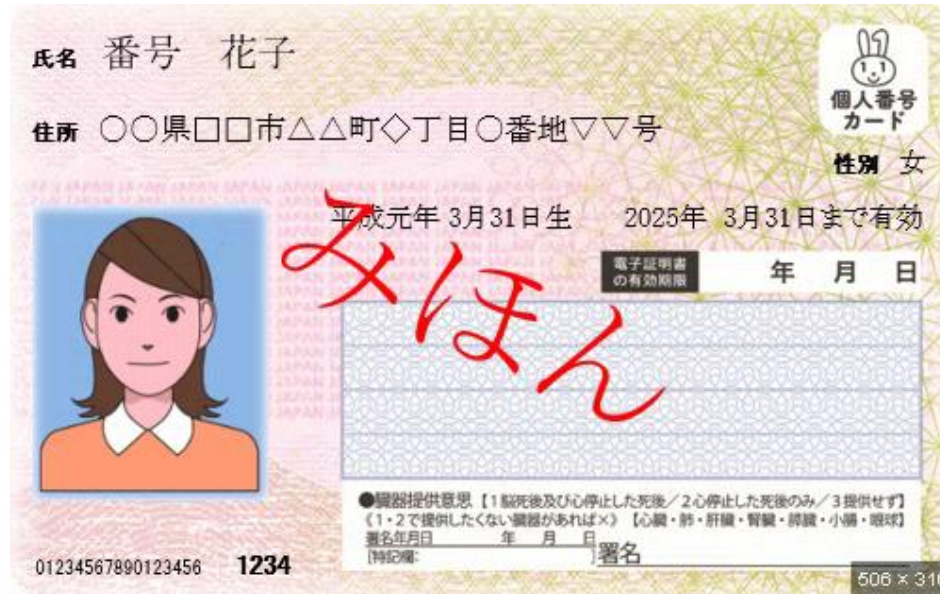 氏名 番号 花子
個人番号
カード
住所 ○○県□□市△△町◇丁目○番地▽▽号
性別 女
平成元年 3月31日生 2025年 3月31日まで有効
みほん
電子証明書
の有効期限
年 月 日
●臓器提供意思【1脳死後及び心停止した死後／2心停止した死後のみ／3提供せず】
《1・2で提供したくない臓器があれば×》【心臓・肺・肝臓・腎臓・膵臓・小腸・眼球】
署名年月日 年 月 日
[特記欄: ]署名
01234567890123456 1234
506 × 310